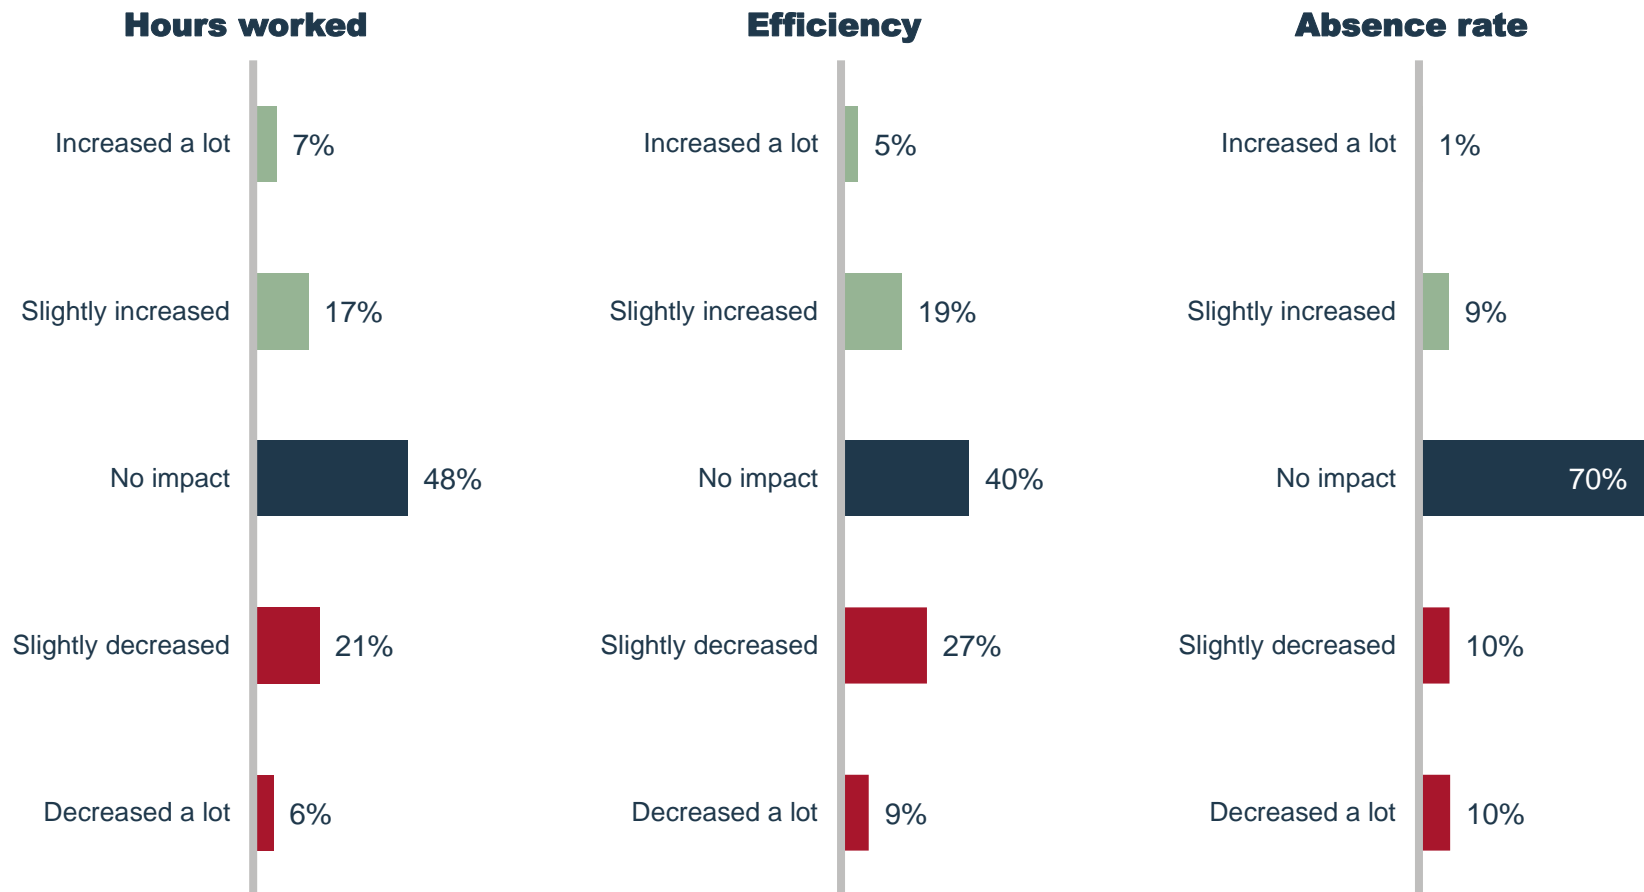 Hours worked
Increased a lot 7%
Slightly increased 17%
No impact 48%
Slightly decreased 21%
Decreased a lot 6%
Efficiency
Increased a lot 5%
Slightly increased 19%
No impact 40%
Slightly decreased 27%
Decreased a lot 9%
Absence rate
Increased a lot 1%
Slightly increased 9%
No impact 70%
Slightly decreased 10%
Decreased a lot 10%